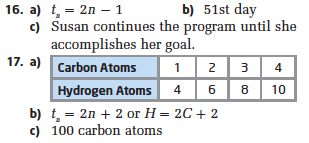 16. a) tₙ = 2n − 1 b) 51st day
c) Susan continues the program until she
accomplishes her goal.
17. a) Carbon Atoms 1 2 3 4
Hydrogen Atoms 4 6 8 10
b) tₙ = 2n + 2 or H = 2C + 2
c) 100 carbon atoms